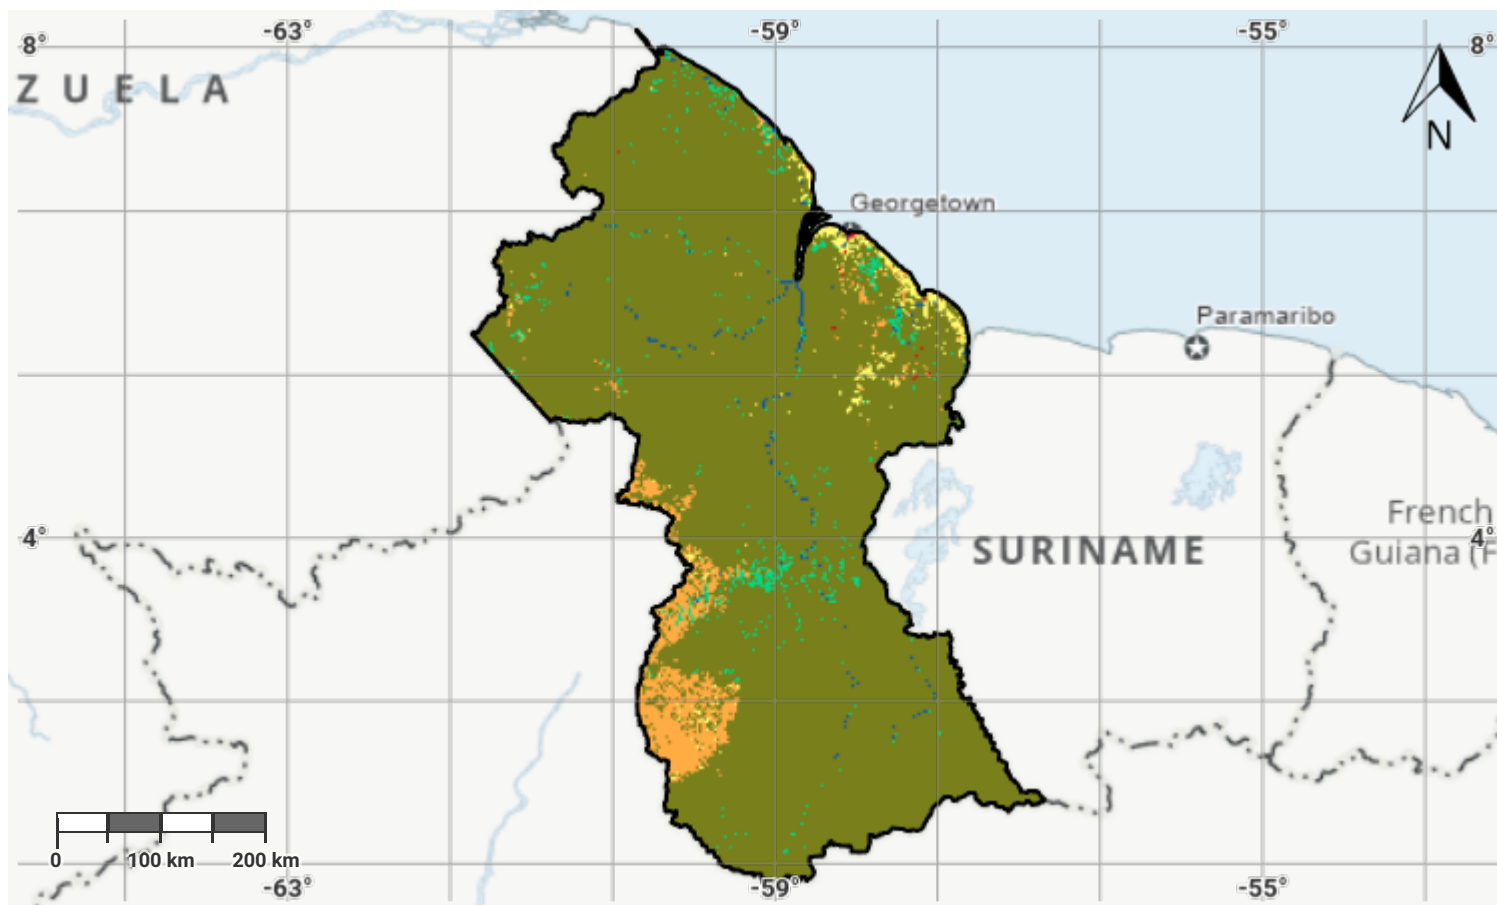 -63°
-59°
-55°
8°
8°
ZUELA
N
Georgetown
Paramaribo
French
4°
SURINAME
4°
Guiana (F
0
100 km
200 km
-63°
-59°
-55°